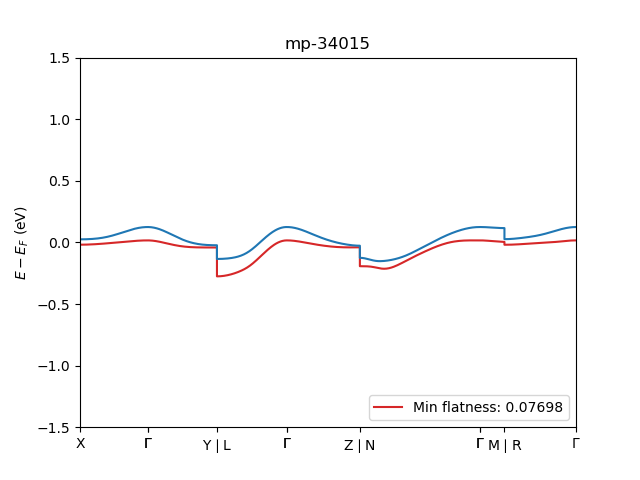 mp-34015
1.5
1.0
0.5
0.0
−0.5
−1.0
−1.5
E − E_F (eV)
X Γ Y | L Γ Z | N Γ M | R Γ
Min flatness: 0.07698